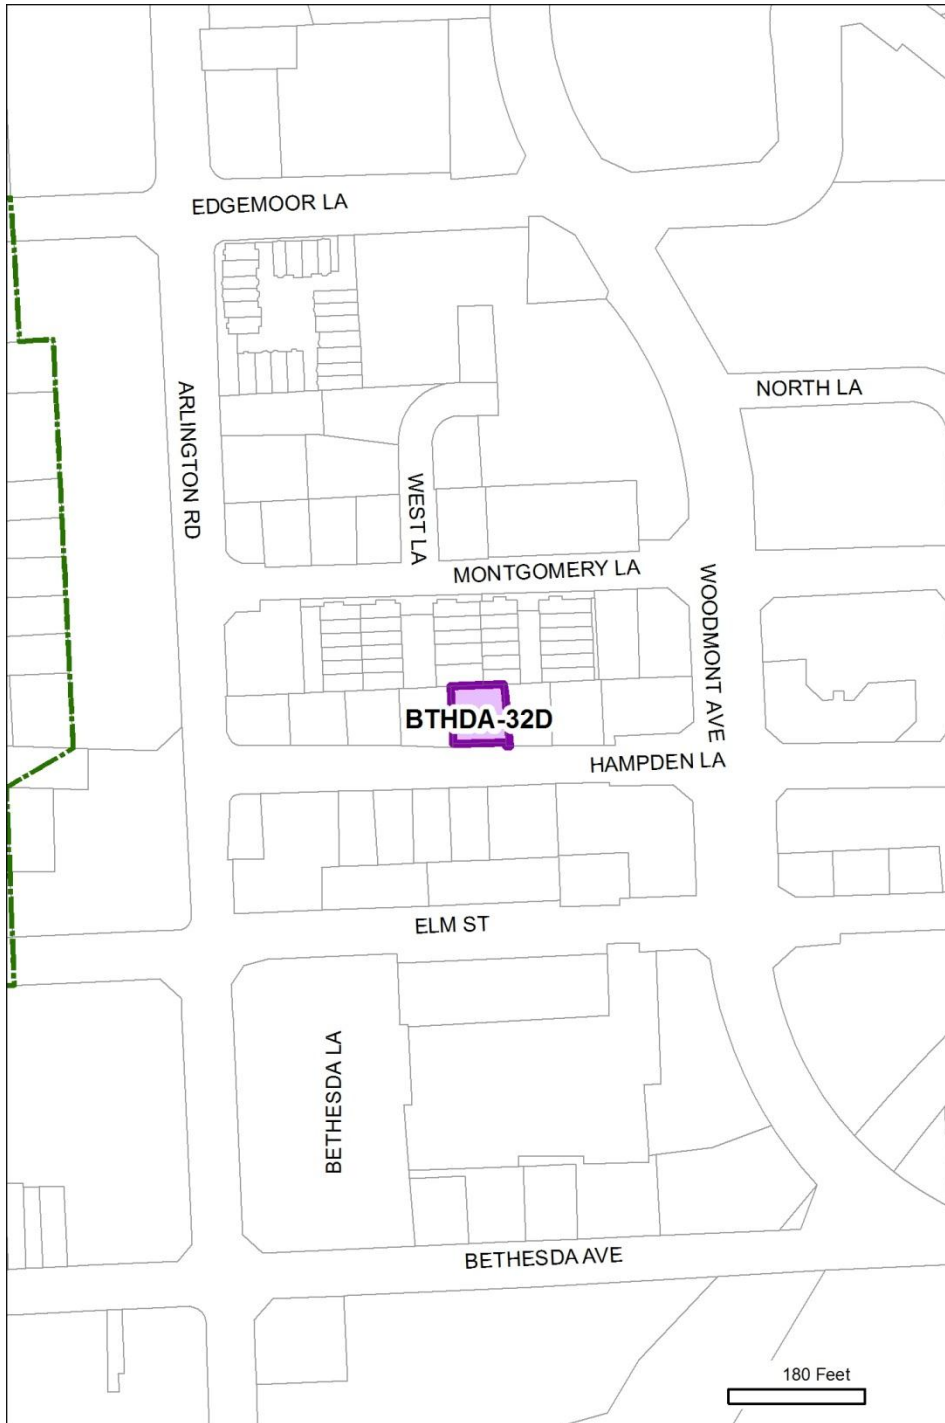 EDGEMOOR LA
ARLINGTON RD
NORTH LA
WEST LA
MONTGOMERY LA
WOODMONT AVE
BTHDA-32D
HAMPDEN LA
ELM ST
BETHESDA LA
BETHESDA AVE
180 Feet